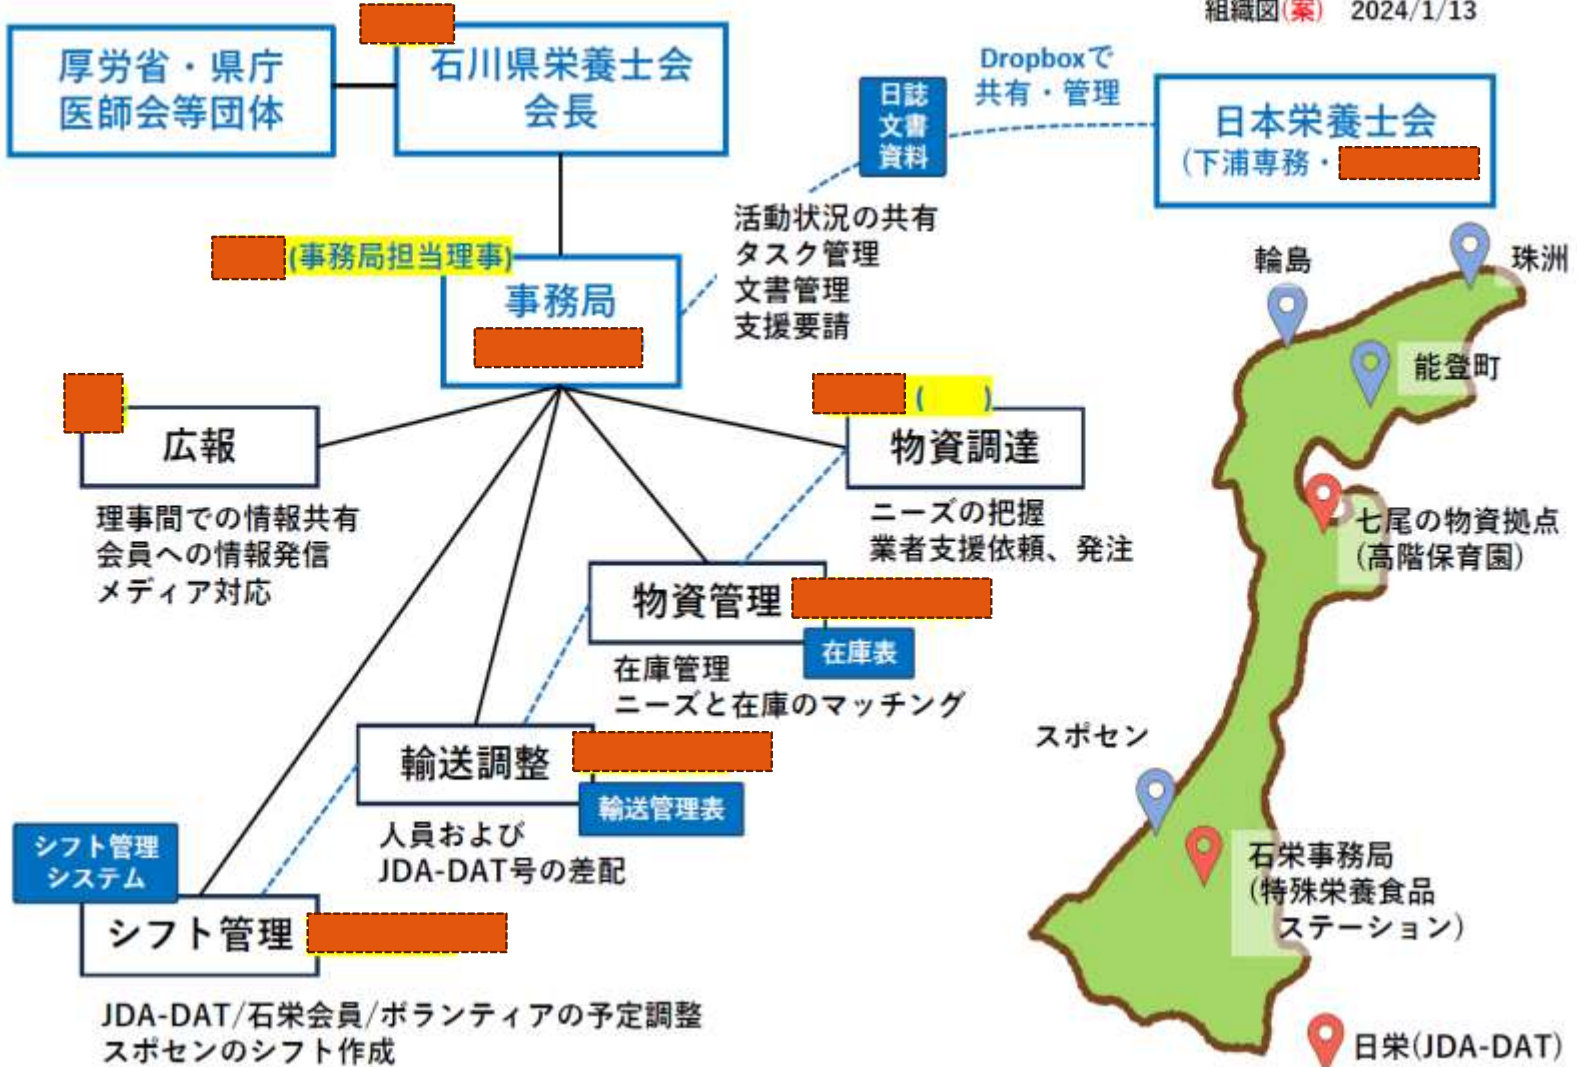 組織図(案) 2024/1/13
厚労省・県庁
医師会等団体
石川県栄養士会
会長
日誌
文書
資料
Dropboxで
共有・管理
日本栄養士会
(下浦専務・
活動状況の共有
タスク管理
文書管理
支援要請
(事務局担当理事)
事務局
広報
理事間での情報共有
会員への情報発信
メディア対応
( )
物資調達
ニーズの把握
業者支援依頼、発注
物資管理
在庫表
在庫管理
ニーズと在庫のマッチング
輸送調整
輸送管理表
人員および
JDA-DAT号の差配
シフト管理
システム
シフト管理
JDA-DAT/石栄会員/ボランティアの予定調整
スポセンのシフト作成
輪島
珠洲
能登町
七尾の物資拠点
(高階保育園)
スポセン
石栄事務局
(特殊栄養食品
ステーション)
日栄(JDA-DAT)